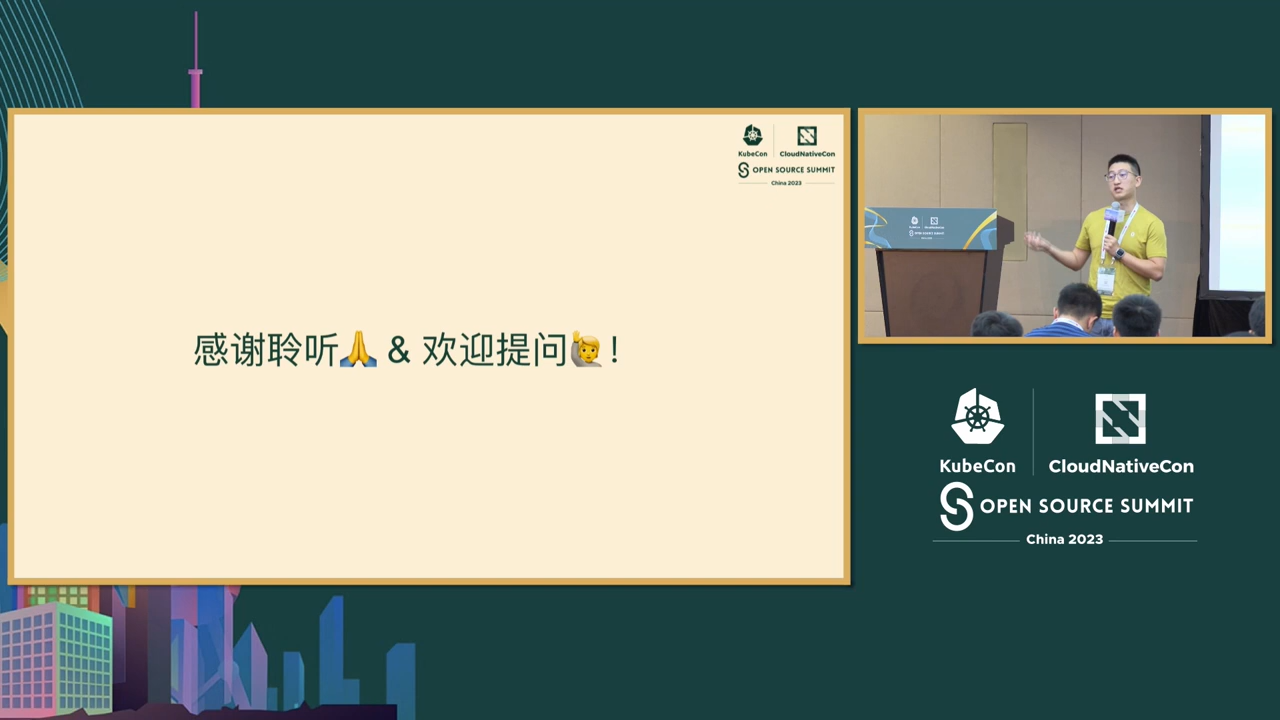 KubeCon
CloudNativeCon
OPEN SOURCE SUMMIT
China 2023
感谢聆听🙏 & 欢迎提问🙋!
KubeCon
CloudNativeCon
OPEN SOURCE SUMMIT
China 2023